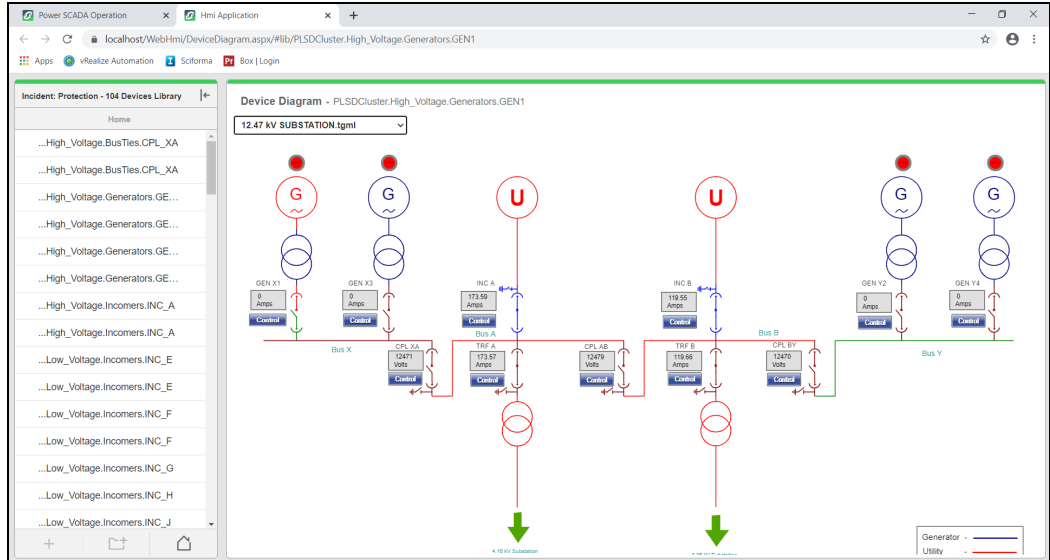 Power SCADA Operation
Hmi Application
localhost/WebHmi/DeviceDiagram.aspx/#lib/PLSDCluster.High_Voltage.Generators.GEN1
Apps vRealize Automation Sciforma Box | Login
Incident: Protection - 104 Devices Library
Home
...High_Voltage.BusTies.CPL_XA
...High_Voltage.BusTies.CPL_XA
...High_Voltage.Generators.GE...
...High_Voltage.Generators.GE...
...High_Voltage.Generators.GE...
...High_Voltage.Generators.GE...
...High_Voltage.Incomers.INC_A
...High_Voltage.Incomers.INC_A
...Low_Voltage.Incomers.INC_E
...Low_Voltage.Incomers.INC_E
...Low_Voltage.Incomers.INC_F
...Low_Voltage.Incomers.INC_F
...Low_Voltage.Incomers.INC_G
...Low_Voltage.Incomers.INC_H
...Low_Voltage.Incomers.INC_J
Device Diagram - PLSDCluster.High_Voltage.Generators.GEN1
12.47 kV SUBSTATION.tgml
G G U U G G
GEN X1
0
Amps
Control
GEN X3
0
Amps
Control
INC A
173.59
Amps
Control
INC B
119.55
Amps
Control
GEN Y2
0
Amps
Control
GEN Y4
0
Amps
Control
Bus X
Bus A
Bus B
Bus Y
CPL XA
12471
Volts
Control
TRF A
173.57
Amps
Control
CPL AB
12479
Volts
Control
TRF B
119.66
Amps
Control
CPL BY
12470
Volts
Control
4.16 kV Substation
Generator -
Utility -